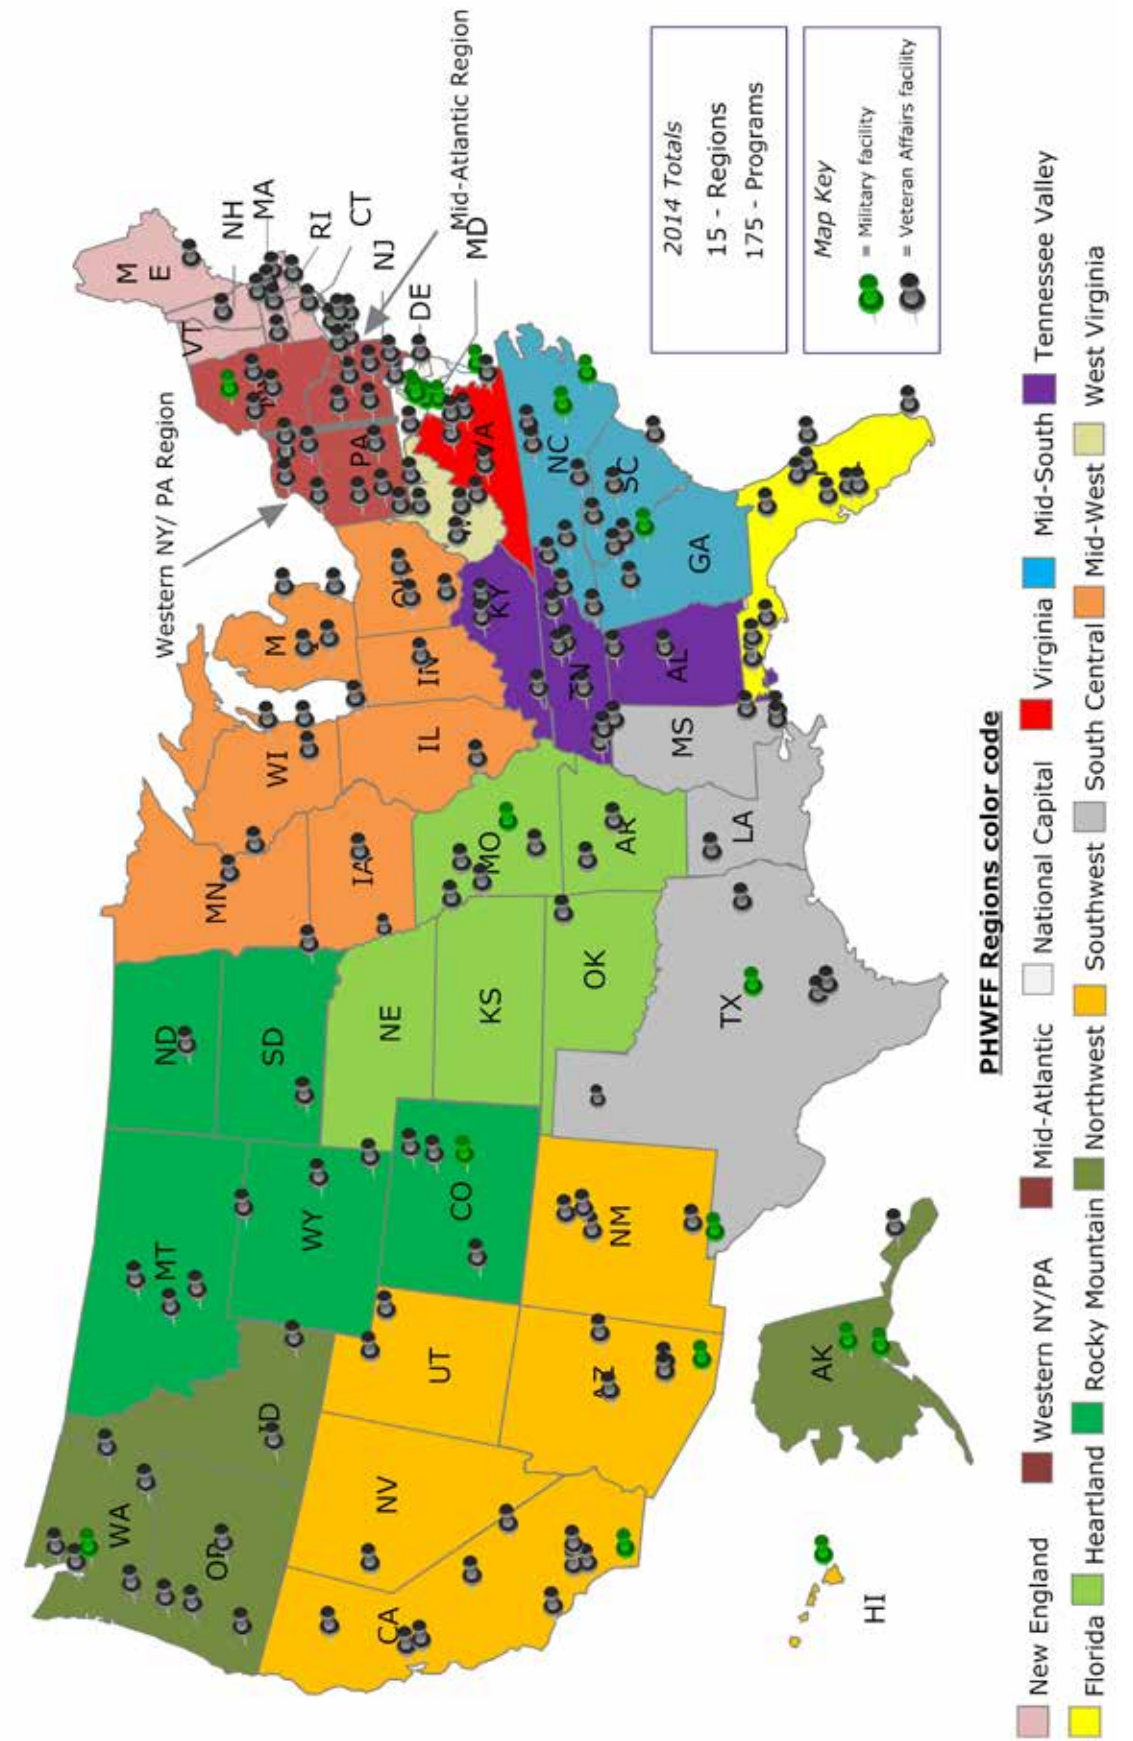 WA
MT
ND
MN
VT
M
E
NH
MA
RI
CT
NJ
DE
MD
Mid-Atlantic Region
Western NY/ PA Region
OR
ID
WY
SD
WI
M
PA
NE
IA
IL
IN
CA
NV
UT
CO
KS
MO
KY
VA
AZ
NM
OK
AR
TN
NC
SC
TX
LA
MS
AL
GA
AK
HI
2014 Totals
15 - Regions
175 - Programs
Map Key
= Military facility
= Veteran Affairs facility
PHWFF Regions color code
New England Western NY/PA Mid-Atlantic National Capital Virginia Mid-South Tennessee Valley
Florida Heartland Rocky Mountain Northwest Southwest South Central Mid-West West Virginia